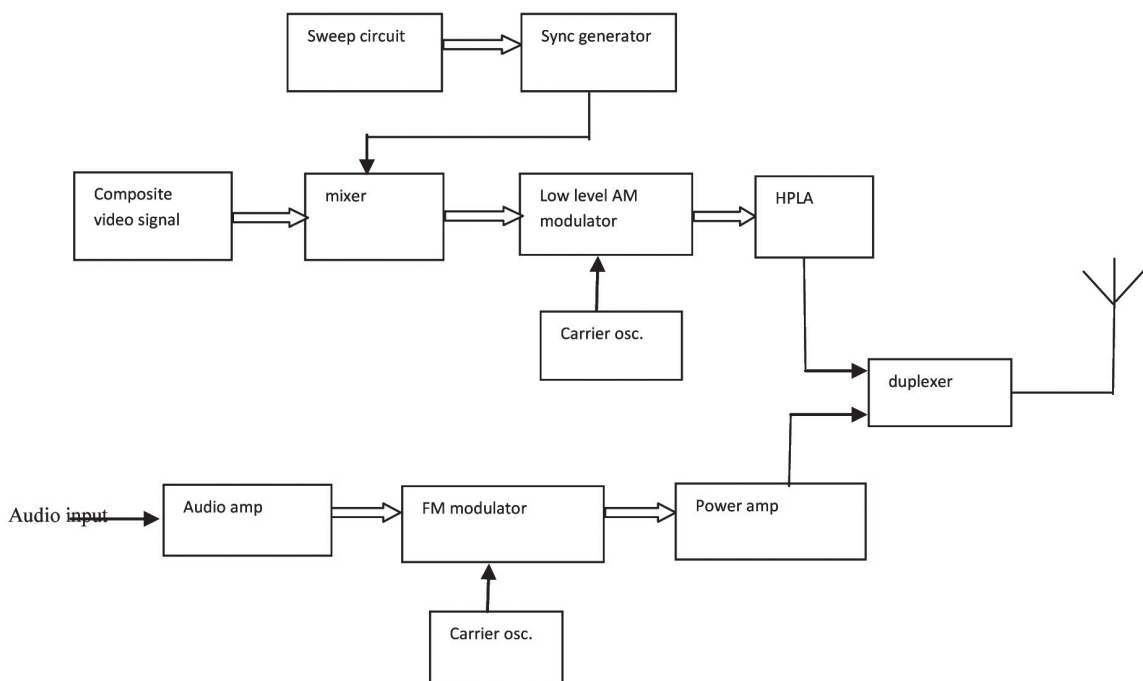 Sweep circuit
Sync generator
Composite
video signal
mixer
Low level AM
modulator
HPLA
Carrier osc.
duplexer
Audio input
Audio amp
FM modulator
Power amp
Carrier osc.